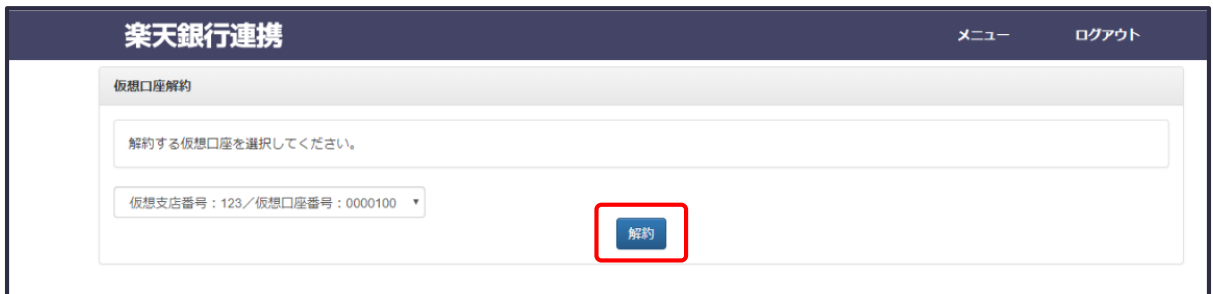 楽天銀行連携 メニュー ログアウト
仮想口座解約
解約する仮想口座を選択してください。
仮想支店番号：123／仮想口座番号：0000100
解約